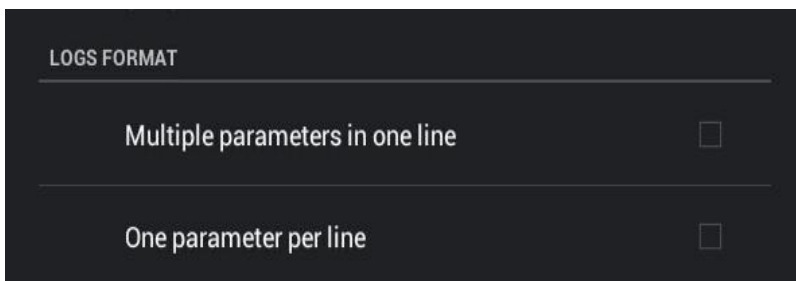 LOGS FORMAT
Multiple parameters in one line
One parameter per line